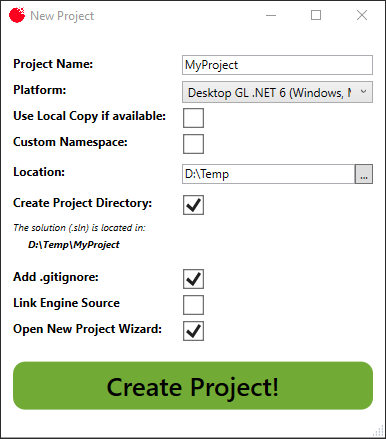 New Project
Project Name: MyProject
Platform: Desktop GL .NET 6 (Windows, M
Use Local Copy if available:
Custom Namespace:
Location: D:\Temp ...
Create Project Directory:
The solution (.sln) is located in:
D:\Temp\MyProject
Add .gitignore:
Link Engine Source
Open New Project Wizard:
Create Project!